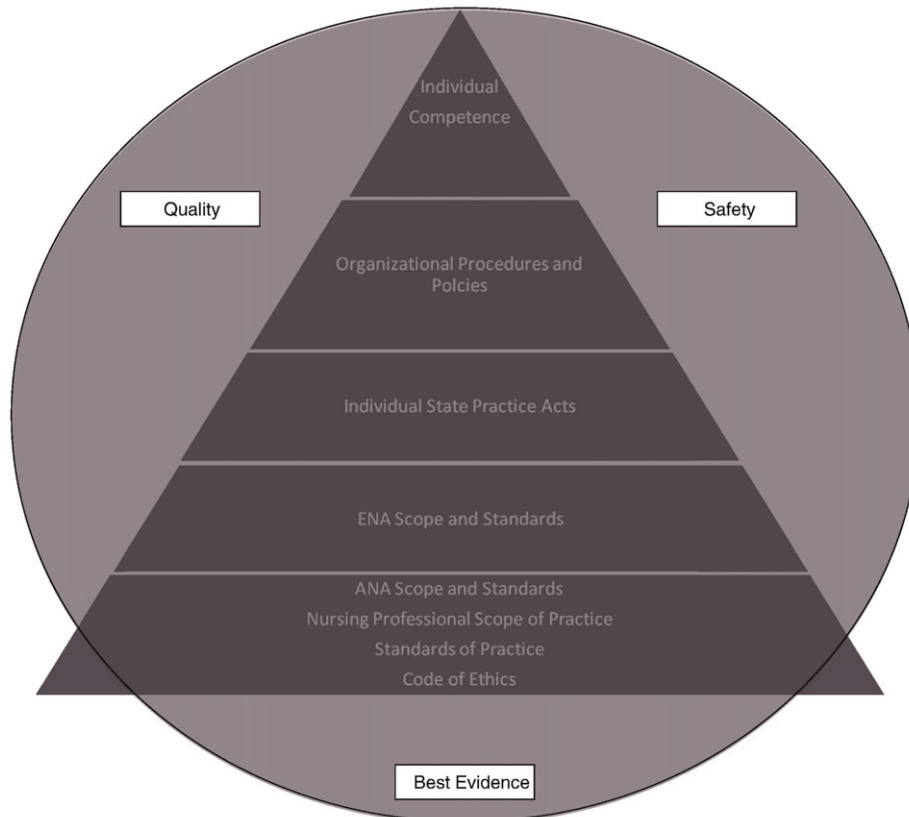 Individual
Competence
Quality
Safety
Organizational Procedures and
Polcies
Individual State Practice Acts
ENA Scope and Standards
ANA Scope and Standards
Nursing Professional Scope of Practice
Standards of Practice
Code of Ethics
Best Evidence